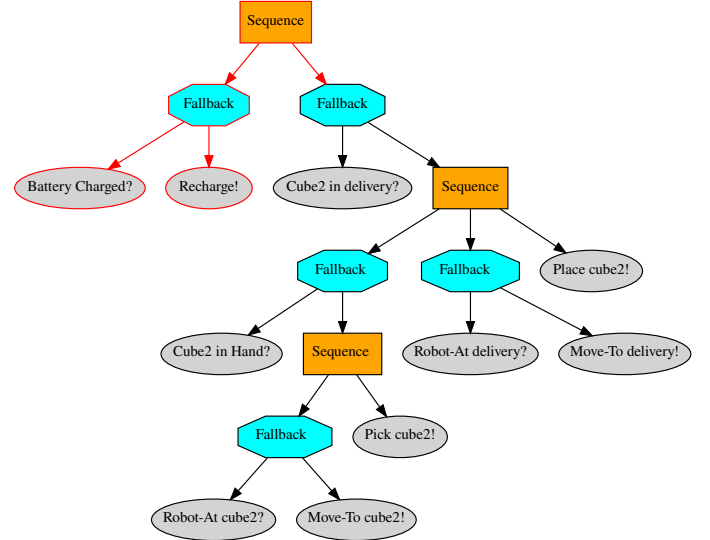 Sequence
Fallback
Fallback
Battery Charged?
Recharge!
Cube2 in delivery?
Sequence
Fallback
Fallback
Place cube2!
Cube2 in Hand?
Sequence
Robot-At delivery?
Move-To delivery!
Fallback
Pick cube2!
Robot-At cube2?
Move-To cube2!